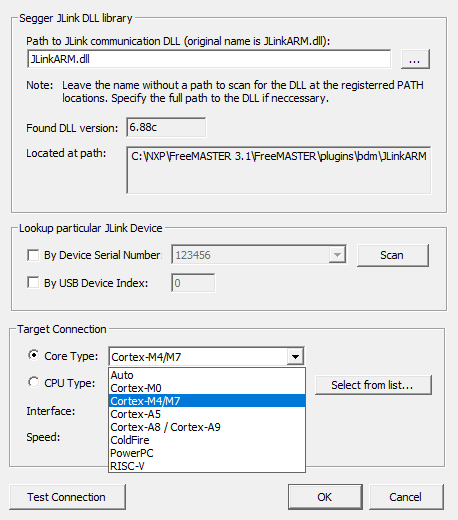 Segger JLink DLL library
Path to JLink communication DLL (original name is JLinkARM.dll):
JLinkARM.dll
...
Note: Leave the name without a path to scan for the DLL at the registerred PATH
locations. Specify the full path to the DLL if neccessary.
Found DLL version: 6.88c
Located at path: C:\NXP\FreeMASTER 3.1\FreeMASTER\plugins\bdm\JLinkARM
Lookup particular JLink Device
By Device Serial Number 123456 Scan
By USB Device Index: 0
Target Connection
Core Type: Cortex-M4/M7
Auto
CPU Type: Cortex-M0 Select from list...
Cortex-M4/M7
Interface: Cortex-A5
Cortex-A8 / Cortex-A9
Speed: ColdFire
PowerPC
RISC-V
Test Connection OK Cancel